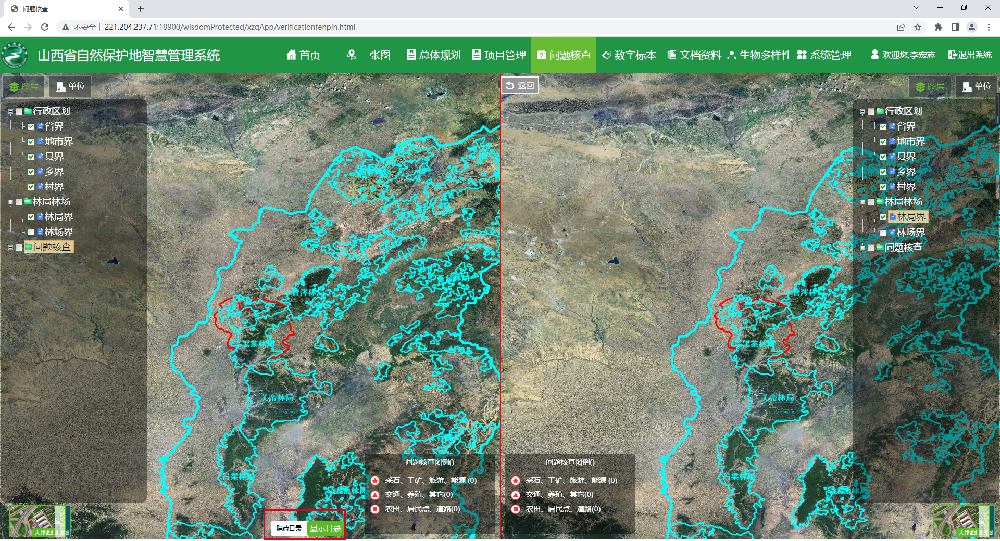 问题核查
不安全 221.204.237.71:18900/wisdomProtected/xzqApp/verificationfenpin.html
山西省自然保护地智慧管理系统 首页 一张图 总体规划 项目管理 问题核查 数字标本 文档资料 生物多样性 系统管理 欢迎您,李宏志 退出系统
图层 单位
行政区划
省界
地市界
县界
乡界
村界
林局林场
林局界
林场界
问题核查
管涔林局
黑茶林局
关帝林局
吕梁林局
问题核查图例()
采石、工矿、旅游、能源 (0)
交通、养殖、其它(0)
农田、居民点、道路(0)
天地图
隐藏目录 显示目录
返回
图层 单位
行政区划
省界
地市界
县界
乡界
村界
林局林场
林局界
林场界
问题核查
管涔林局
黑茶林局
关帝林局
吕梁林局
问题核查图例()
采石、工矿、旅游、能源 (0)
交通、养殖、其它(0)
农田、居民点、道路(0)
天地图